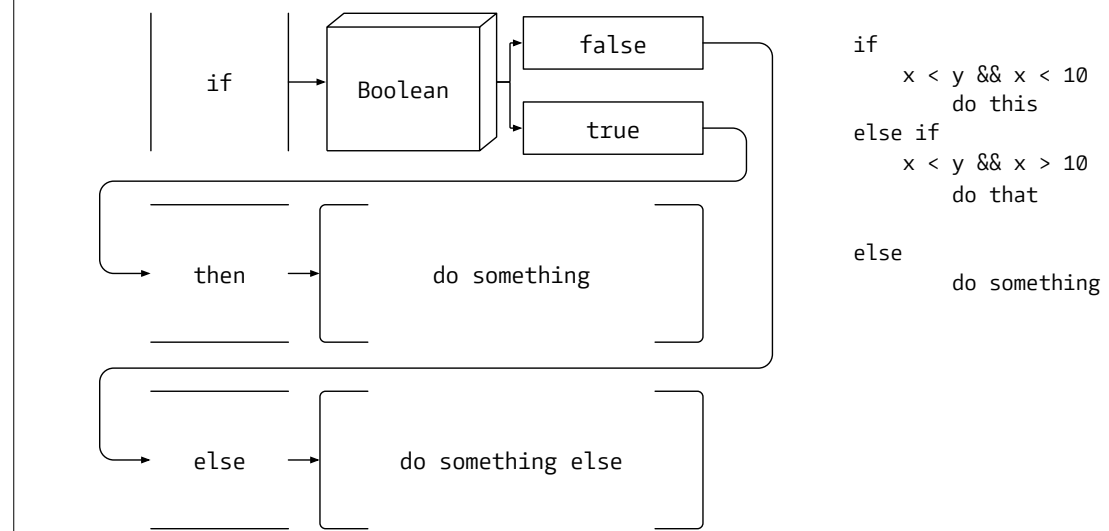 if
Boolean
false
true
then
do something
else
do something else
if
x < y && x < 10
do this
else if
x < y && x > 10
do that
else
do something